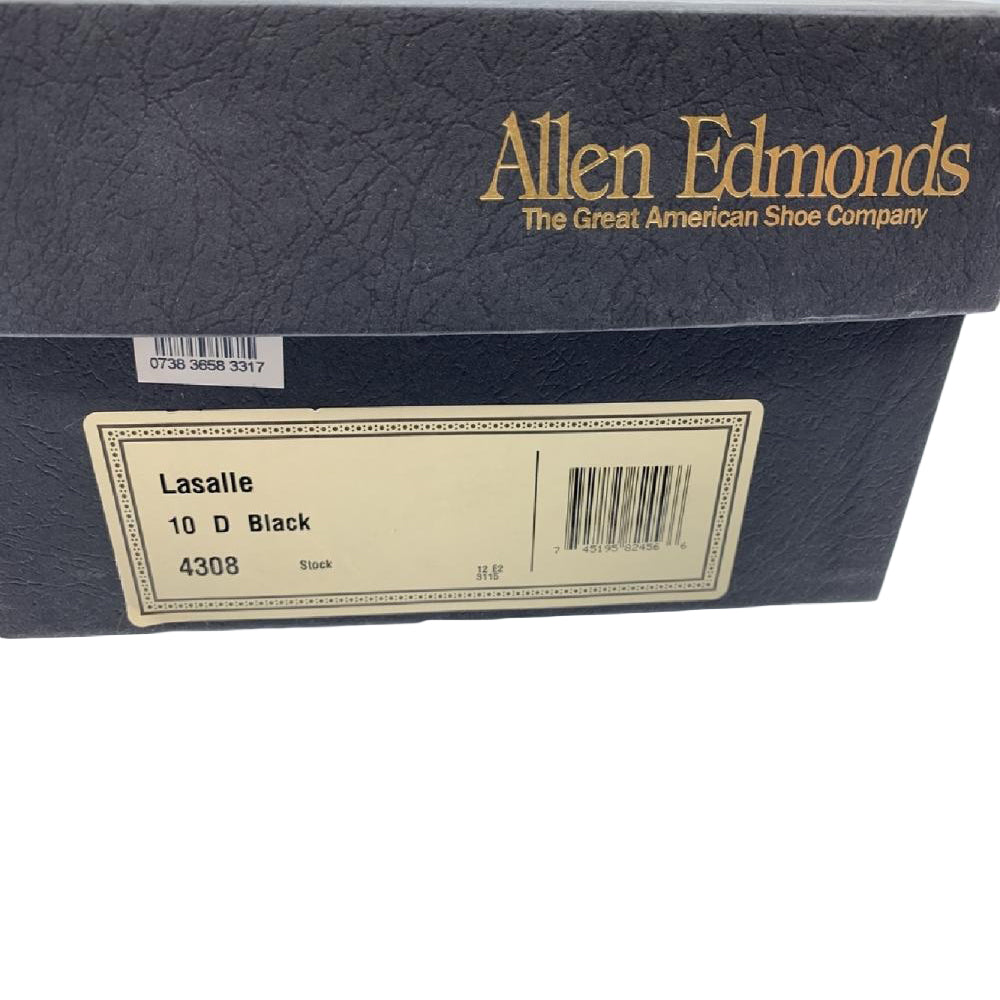 Allen Edmonds
The Great American Shoe Company
0738 3658 3317
Lasalle
10 D Black
4308 Stock
12 E2
S115
7 45195 82456 6